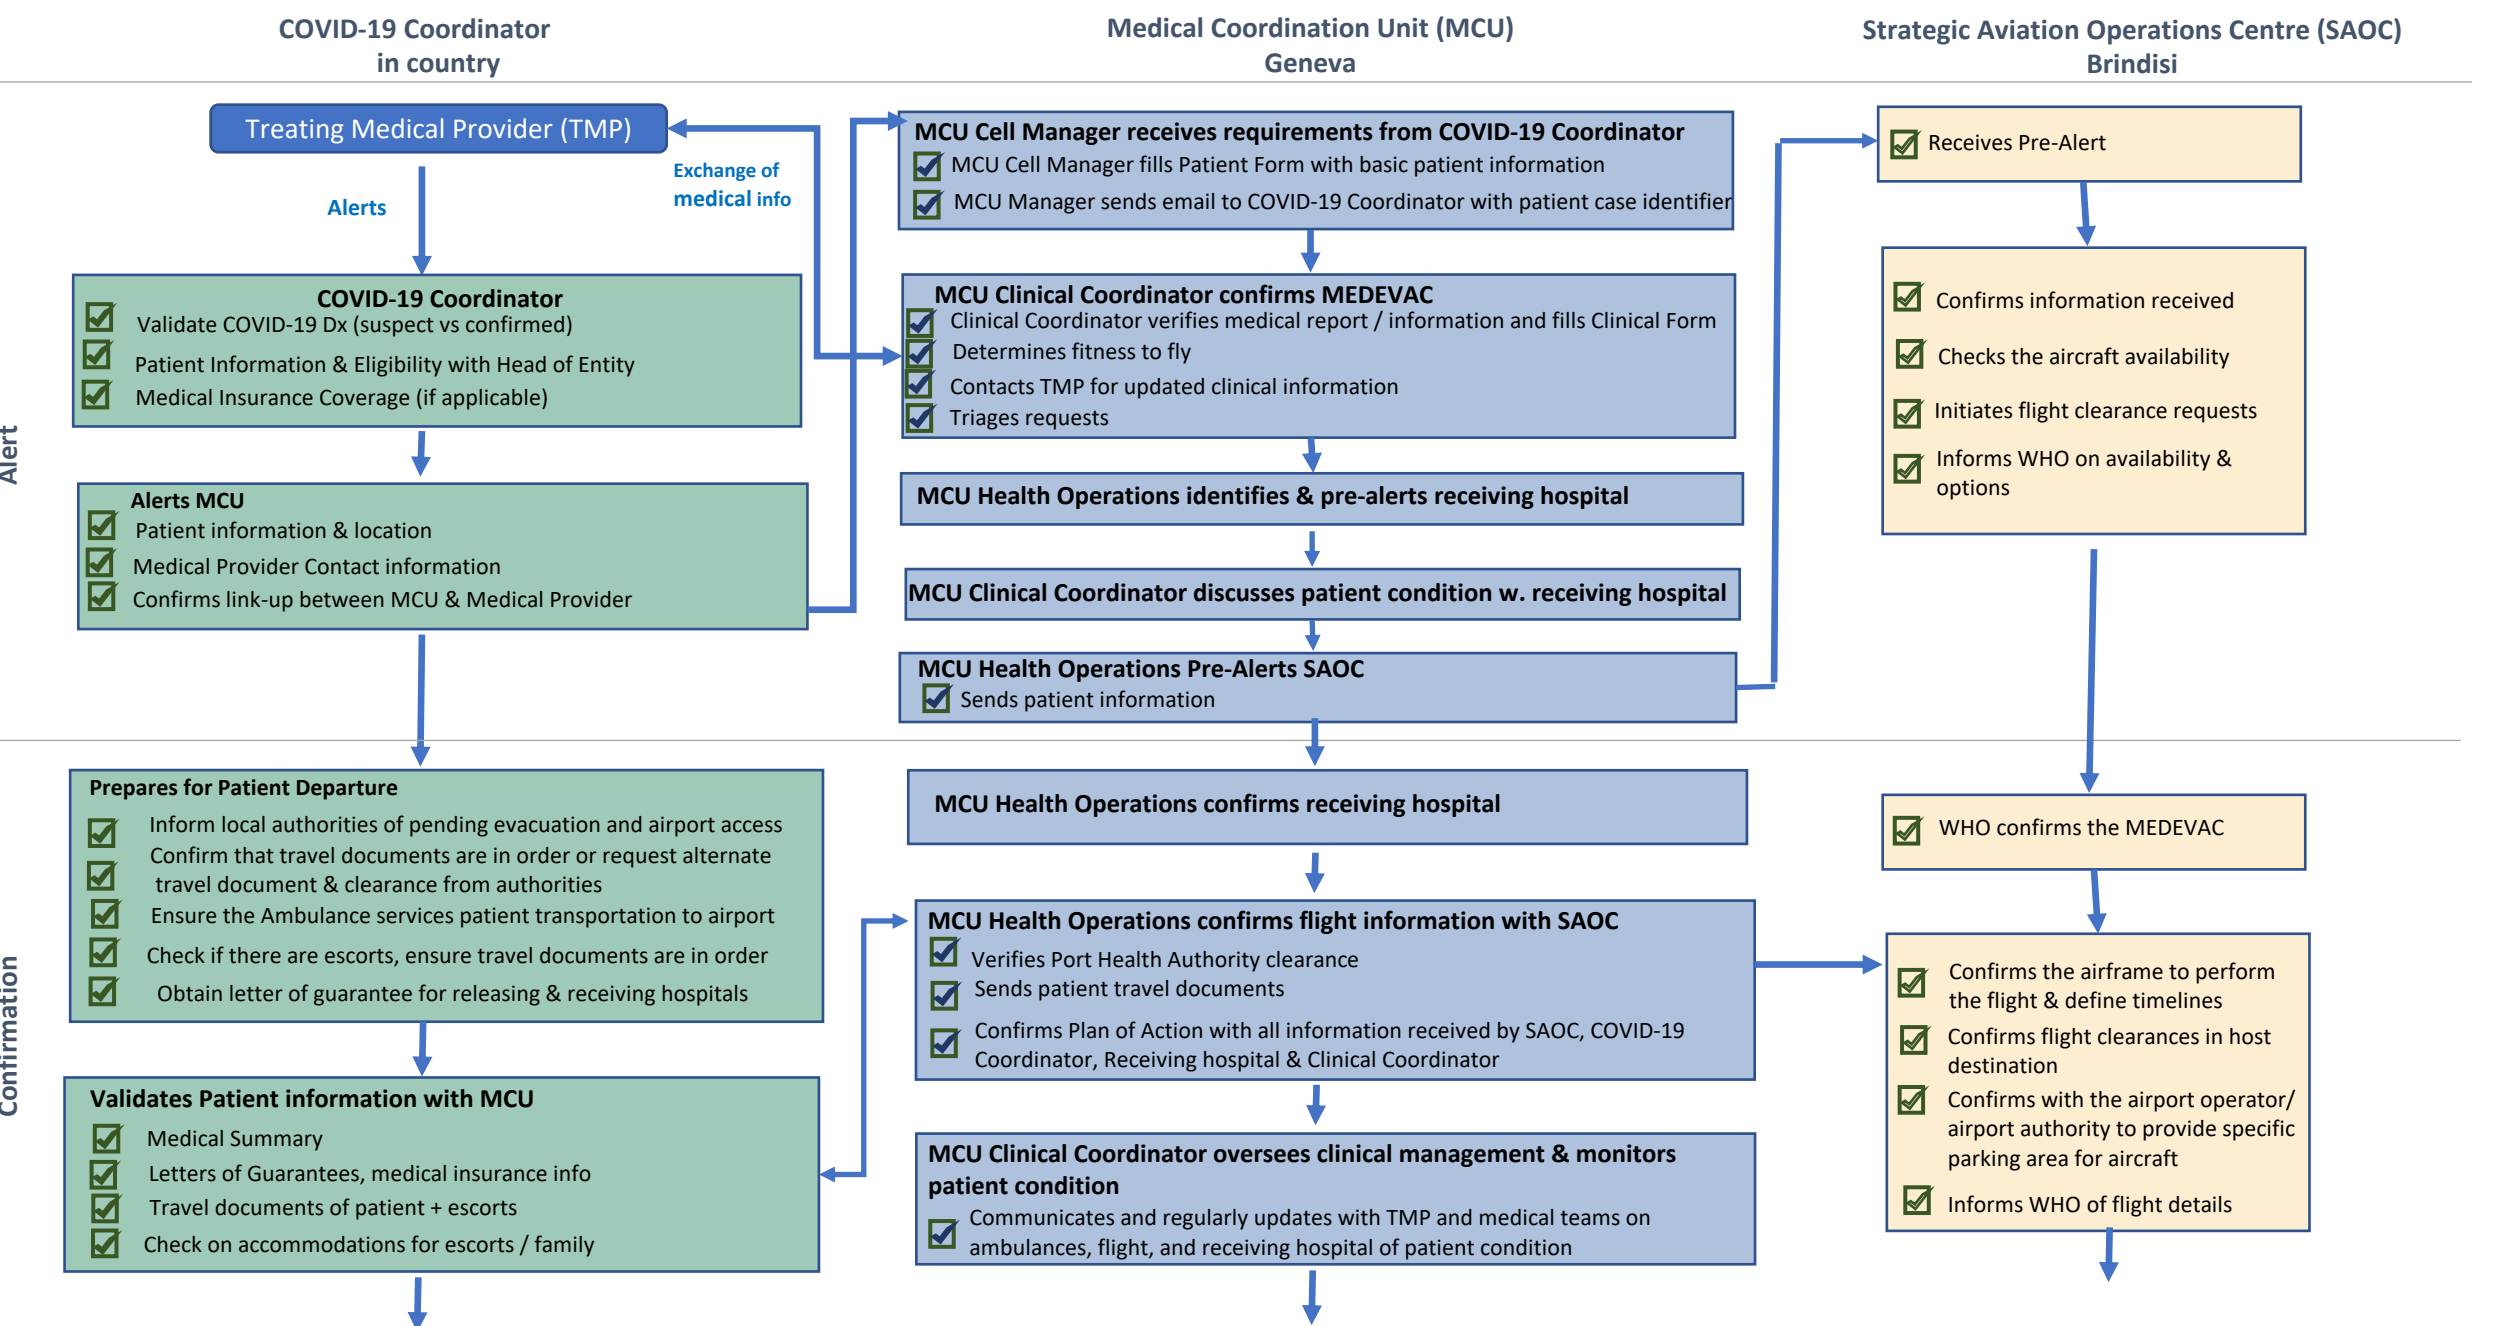 COVID-19 Coordinator
in country
Medical Coordination Unit (MCU)
Geneva
Strategic Aviation Operations Centre (SAOC)
Brindisi
Alert
Treating Medical Provider (TMP)
Alerts
Exchange of
medical info
COVID-19 Coordinator
Validate COVID-19 Dx (suspect vs confirmed)
Patient Information & Eligibility with Head of Entity
Medical Insurance Coverage (if applicable)
Alerts MCU
Patient information & location
Medical Provider Contact information
Confirms link-up between MCU & Medical Provider
MCU Cell Manager receives requirements from COVID-19 Coordinator
MCU Cell Manager fills Patient Form with basic patient information
MCU Manager sends email to COVID-19 Coordinator with patient case identifier
MCU Clinical Coordinator confirms MEDEVAC
Clinical Coordinator verifies medical report / information and fills Clinical Form
Determines fitness to fly
Contacts TMP for updated clinical information
Triages requests
MCU Health Operations identifies & pre-alerts receiving hospital
MCU Clinical Coordinator discusses patient condition w. receiving hospital
MCU Health Operations Pre-Alerts SAOC
Sends patient information
Receives Pre-Alert
Confirms information received
Checks the aircraft availability
Initiates flight clearance requests
Informs WHO on availability &
options
Confirmation
Prepares for Patient Departure
Inform local authorities of pending evacuation and airport access
Confirm that travel documents are in order or request alternate
travel document & clearance from authorities
Ensure the Ambulance services patient transportation to airport
Check if there are escorts, ensure travel documents are in order
Obtain letter of guarantee for releasing & receiving hospitals
Validates Patient information with MCU
Medical Summary
Letters of Guarantees, medical insurance info
Travel documents of patient + escorts
Check on accommodations for escorts / family
MCU Health Operations confirms receiving hospital
MCU Health Operations confirms flight information with SAOC
Verifies Port Health Authority clearance
Sends patient travel documents
Confirms Plan of Action with all information received by SAOC, COVID-19
Coordinator, Receiving hospital & Clinical Coordinator
MCU Clinical Coordinator oversees clinical management & monitors
patient condition
Communicates and regularly updates with TMP and medical teams on
ambulances, flight, and receiving hospital of patient condition
WHO confirms the MEDEVAC
Confirms the airframe to perform
the flight & define timelines
Confirms flight clearances in host
destination
Confirms with the airport operator/
airport authority to provide specific
parking area for aircraft
Informs WHO of flight details